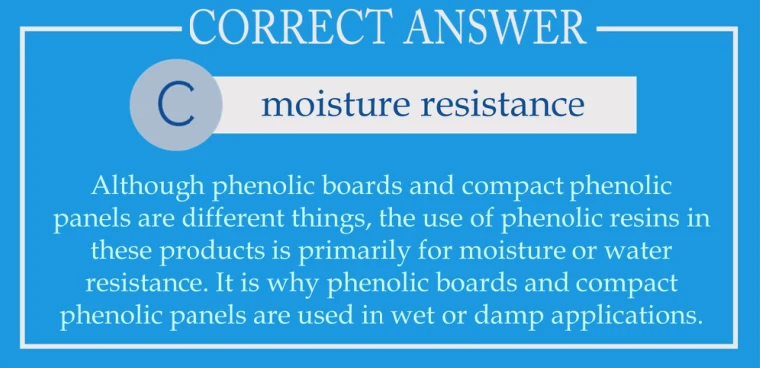 CORRECT ANSWER
C moisture resistance
Although phenolic boards and compact phenolic
panels are different things, the use of phenolic resins in
these products is primarily for moisture or water
resistance. It is why phenolic boards and compact
phenolic panels are used in wet or damp applications.